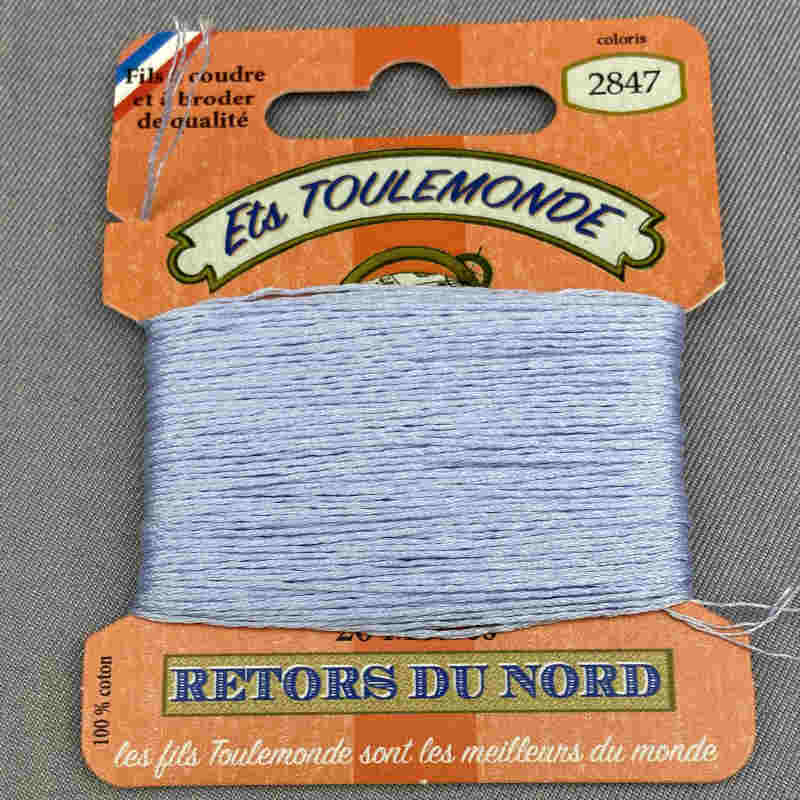 coloris
2847
Fils à coudre
et à broder
de qualité
Ets TOULEMONDE
RETORS DU NORD
100 % coton
les fils Toulemonde sont les meilleurs du monde